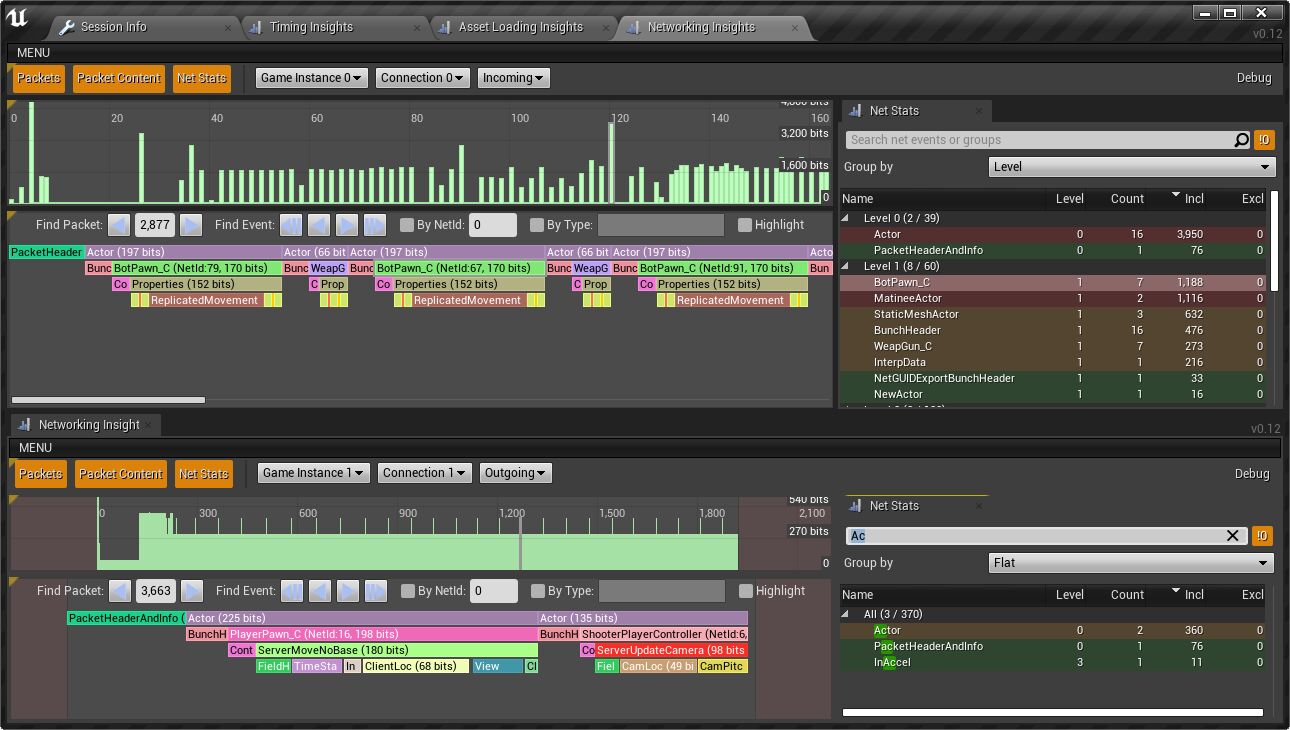 Session Info
Timing Insights
Asset Loading Insights
Networking Insights
v0.12
MENU
Packets Packet Content Net Stats Game Instance 0 Connection 0 Incoming Debug
0 20 40 60 80 100 120 140 160
3,200 bits
1,600 bits
0
Find Packet: 2,877 Find Event: By NetId: 0 By Type: Highlight
PacketHeader Actor (197 bits) Actor (66 bit Actor (197 bits) Actor (66 bit Actor (197 bits) Acto
Bunc BotPawn_C (NetId:79, 170 bits) Bunc WeapG Bunc BotPawn_C (NetId:67, 170 bits) Bunc WeapG Bunc BotPawn_C (NetId:91, 170 bits) Bun
Co Properties (152 bits) C Prop Co Properties (152 bits) C Prop Co Properties (152 bits)
ReplicatedMovement ReplicatedMovement ReplicatedMovement
Net Stats
Search net events or groups !0
Group by Level
Name Level Count Incl Excl
Level 0 (2 / 39)
Actor 0 16 3,950 0
PacketHeaderAndInfo 0 1 76 0
Level 1 (8 / 60)
BotPawn_C 1 7 1,188 0
MatineeActor 1 2 1,116 0
StaticMeshActor 1 3 632 0
BunchHeader 1 16 476 0
WeapGun_C 1 7 273 0
InterpData 1 1 216 0
NetGUIDExportBunchHeader 1 1 33 0
NewActor 1 1 16 0
Networking Insight
v0.12
MENU
Packets Packet Content Net Stats Game Instance 1 Connection 1 Outgoing Debug
540 bits
0 300 600 900 1,200 1,500 1,800 2,100
270 bits
0
Find Packet: 3,663 Find Event: By NetId: 0 By Type: Highlight
PacketHeaderAndInfo ( Actor (225 bits) Actor (135 bits)
BunchH PlayerPawn_C (NetId:16, 198 bits) BunchH ShooterPlayerController (NetId:6,
Cont ServerMoveNoBase (180 bits) Co ServerUpdateCamera (98 bits
FieldH TimeSta In ClientLoc (68 bits) View Cl Fiel CamLoc (49 bi CamPitc
Net Stats
Ac !0
Group by Flat
Name Level Count Incl Excl
All (3 / 370)
Actor 0 2 360 0
PacketHeaderAndInfo 0 1 76 0
InAccel 3 1 11 0